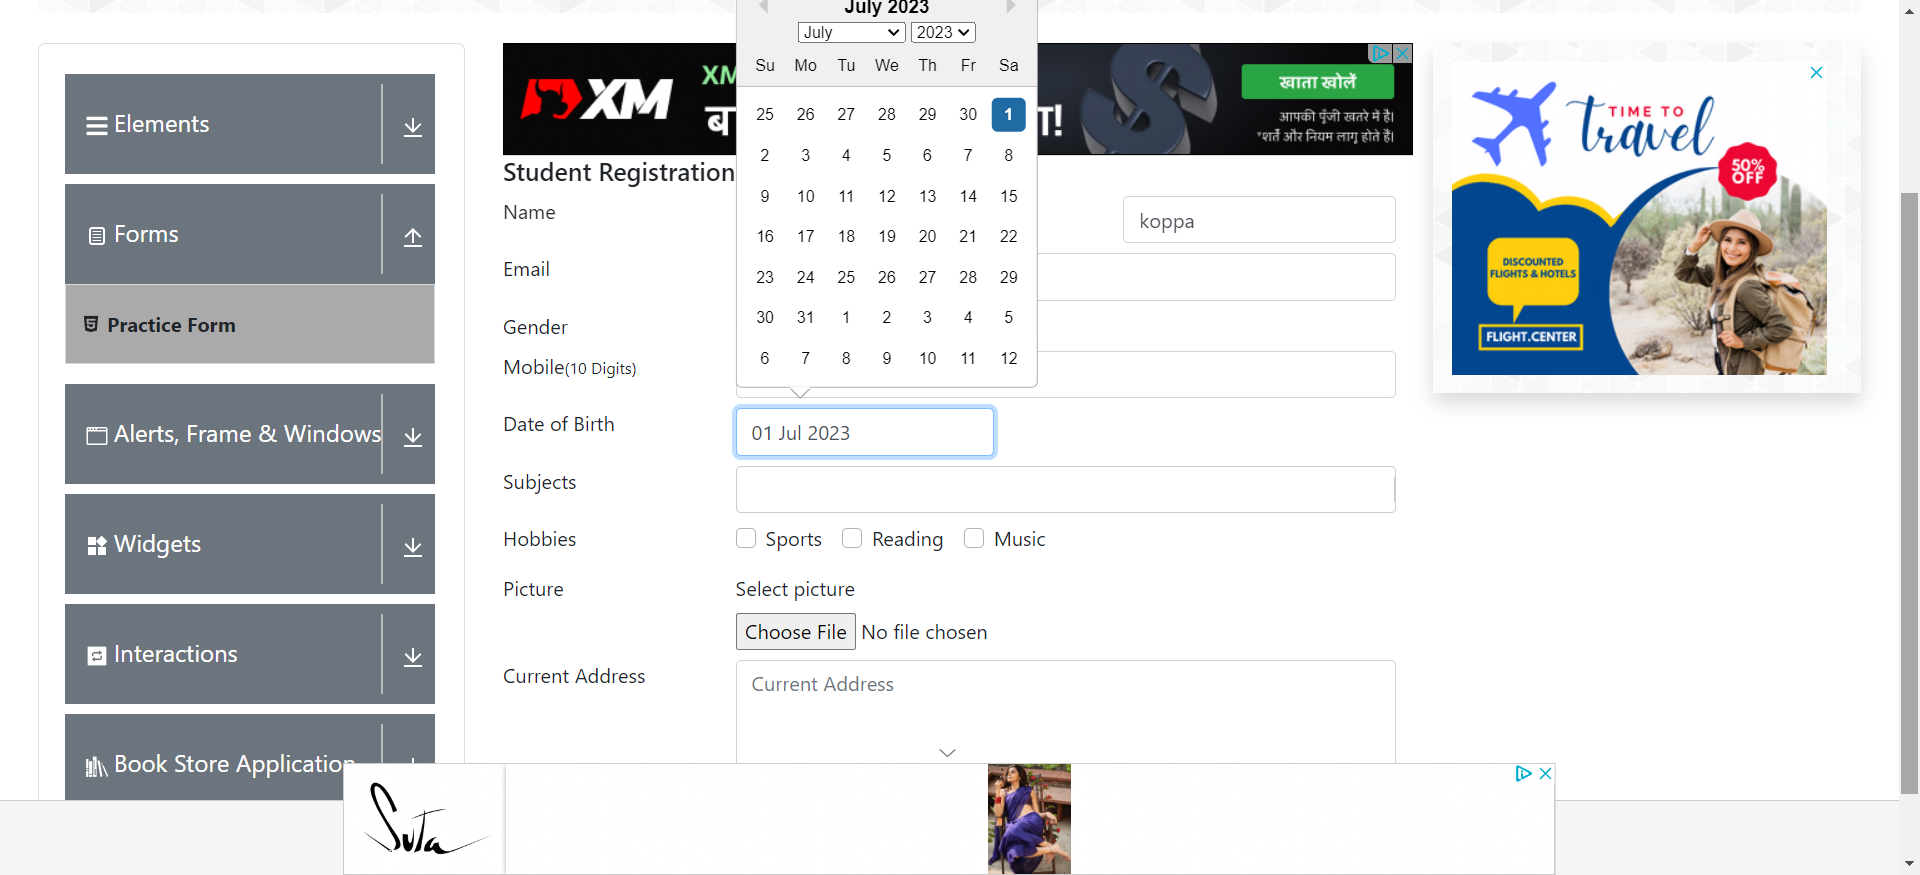 July 2023
July
2023
Su Mo Tu We Th Fr Sa
25 26 27 28 29 30 1
2 3 4 5 6 7 8
9 10 11 12 13 14 15
16 17 18 19 20 21 22
23 24 25 26 27 28 29
30 31 1 2 3 4 5
6 7 8 9 10 11 12
Elements
Forms
Practice Form
Alerts, Frame & Windows
Widgets
Interactions
Book Store Application
XM
XM
खाता खोलें
आपकी पूँजी खतरे में है।
*शर्तें और नियम लागू होते हैं।
Student Registration
Name
koppa
Email
Gender
Mobile(10 Digits)
Date of Birth
01 Jul 2023
Subjects
Hobbies
Sports
Reading
Music
Picture
Select picture
Choose File No file chosen
Current Address
Current Address
TIME TO
travel
50%
OFF
DISCOUNTED
FLIGHTS & HOTELS
FLIGHT.CENTER
Suta